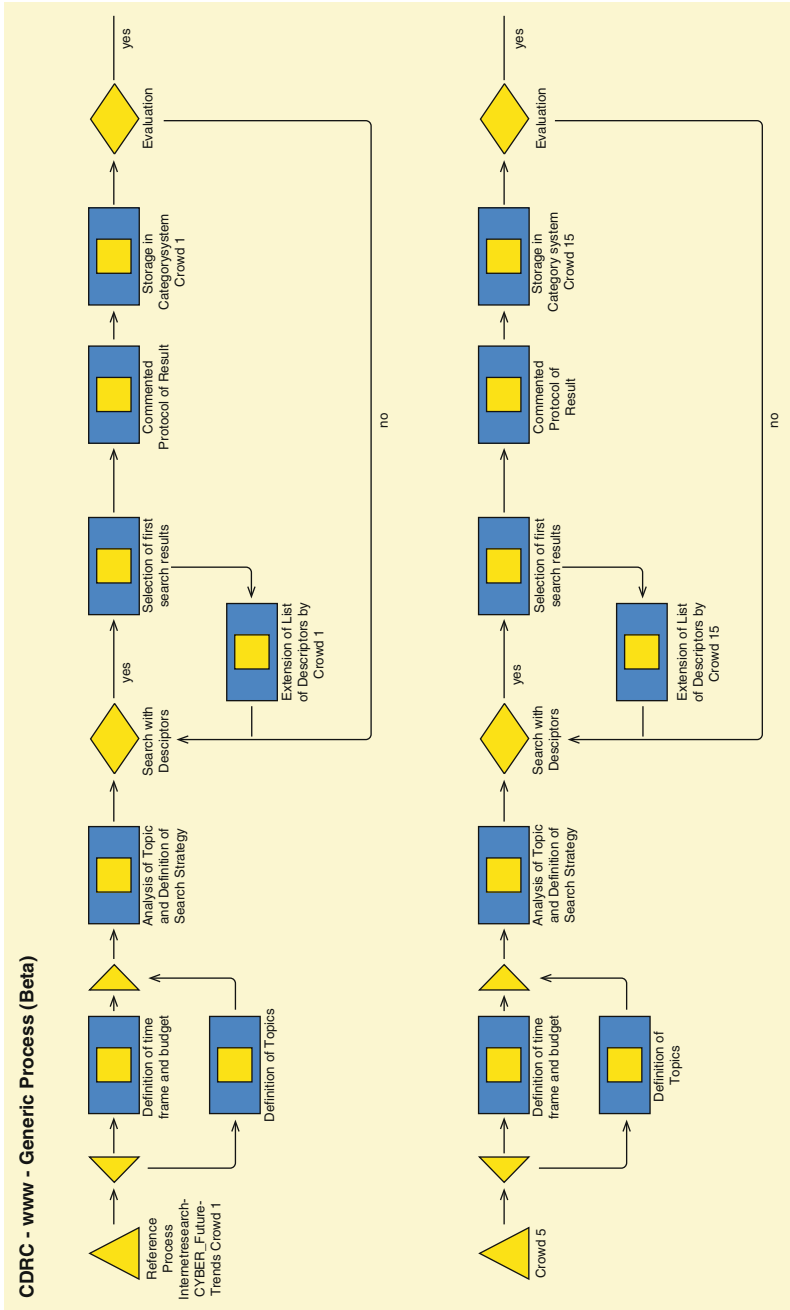 CDRC - www - Generic Process (Beta)
Reference
Process
Internetresearch-
CYBER_Future-
Trends Crowd 1
Definition of time
frame and budget
Definition of Topics
Analysis of Topic
and Definition of
Search Strategy
Search with
Desciptors
yes
Selection of first
search results
Extension of List
of Descriptors by
Crowd 1
Commented
Protocol of Result
Storage in
Categorysystem
Crowd 1
Evaluation
yes
no
Crowd 5
Definition of time
frame and budget
Definition of
Topics
Analysis of Topic
and Definition of
Search Strategy
Search with
Desciptors
yes
Selection of first
search results
Extension of List
of Descriptors by
Crowd 15
Commented
Protocol of
Result
Storage in
Category system
Crowd 15
Evaluation
yes
no